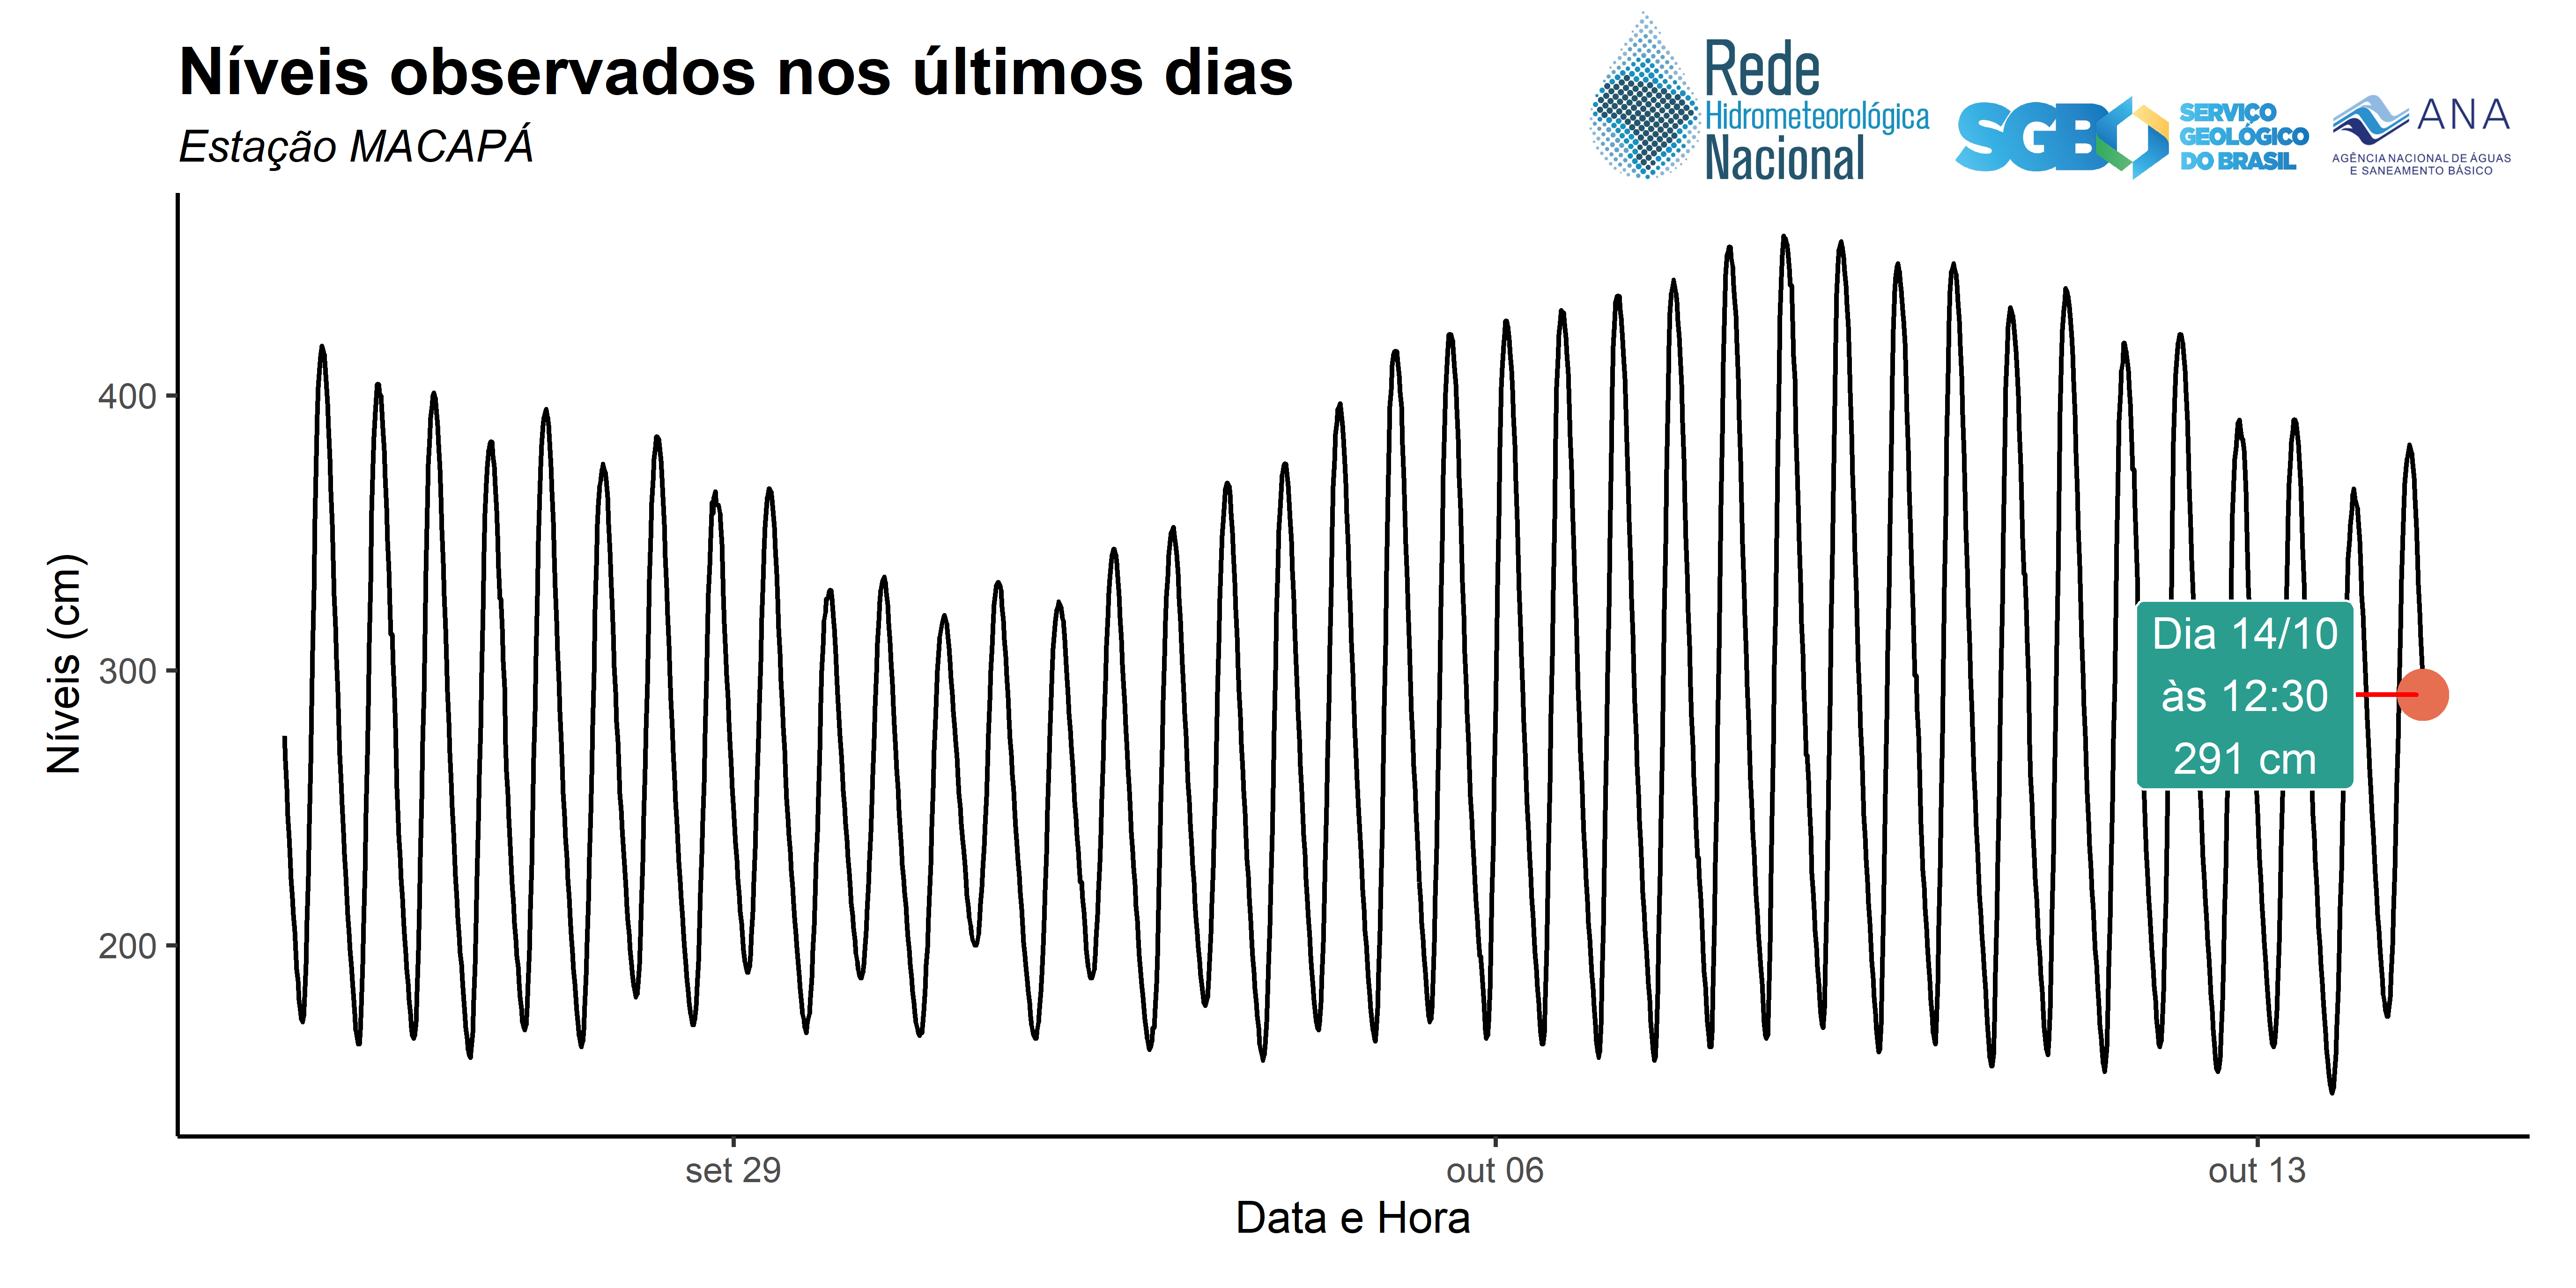 Níveis observados nos últimos dias
Estação MACAPÁ
Rede
Hidrometeorológica
Nacional
SGB
SERVIÇO
GEOLÓGICO
DO BRASIL
ANA
AGÊNCIA NACIONAL DE ÁGUAS
E SANEAMENTO BÁSICO
Níveis (cm)
400
300
200
Dia 14/10
às 12:30
291 cm
set 29
out 06
out 13
Data e Hora